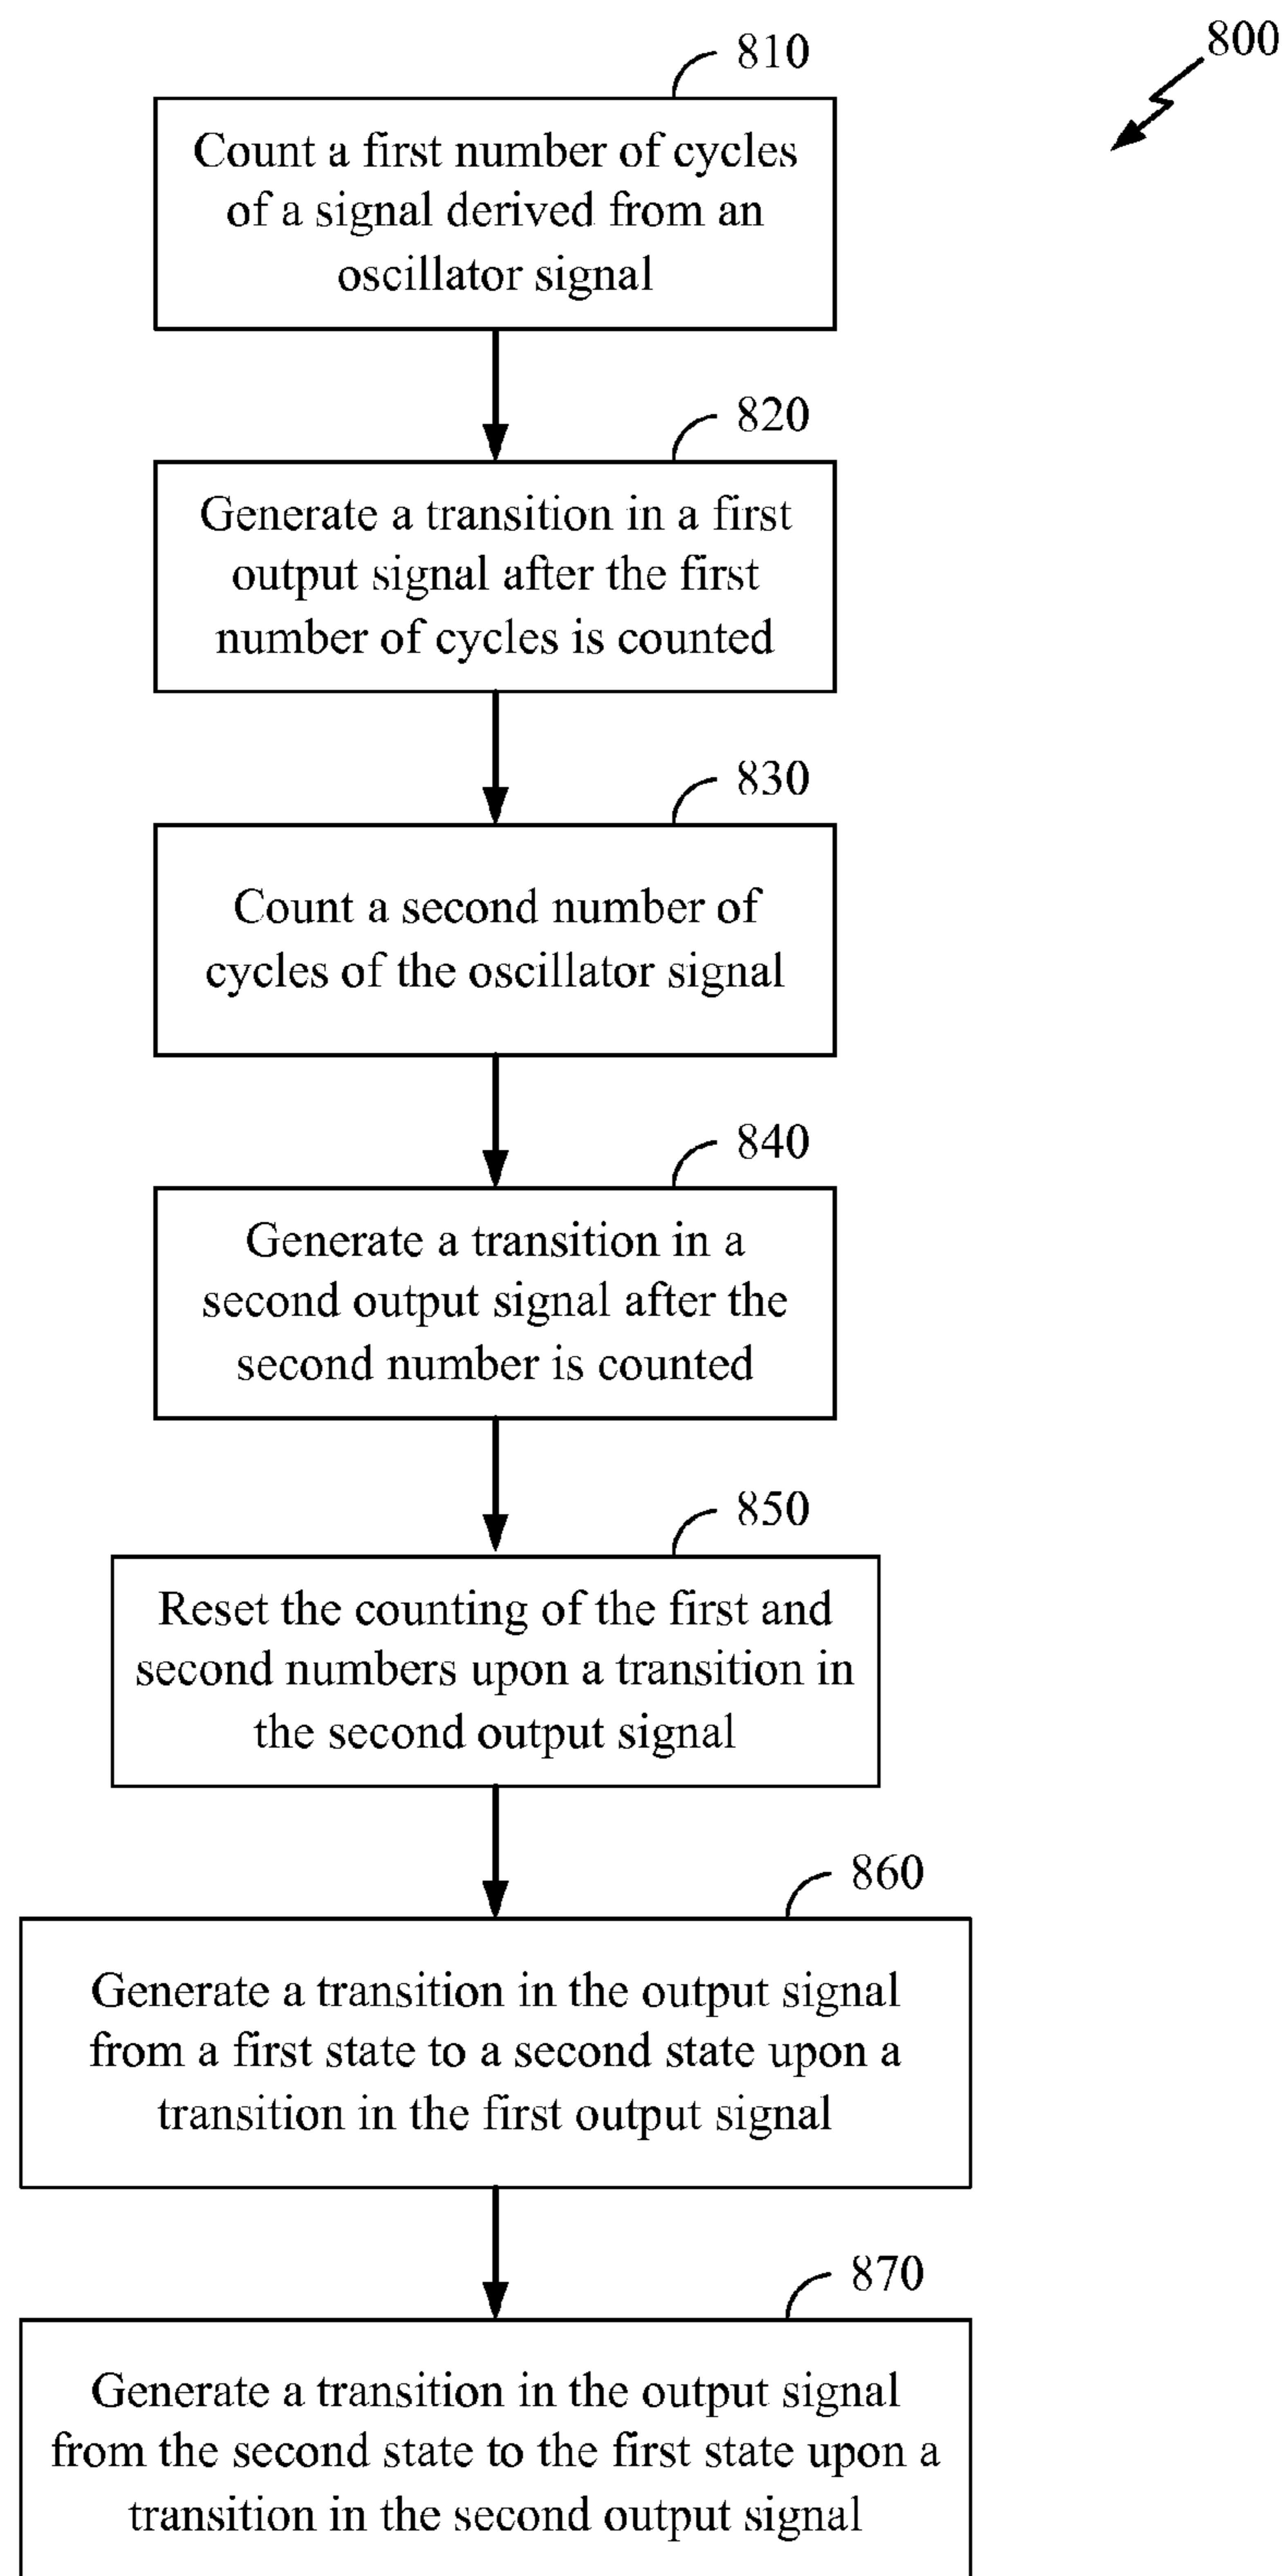 800
810
Count a first number of cycles
of a signal derived from an
oscillator signal
820
Generate a transition in a first
output signal after the first
number of cycles is counted
830
Count a second number of
cycles of the oscillator signal
840
Generate a transition in a
second output signal after the
second number is counted
850
Reset the counting of the first and
second numbers upon a transition in
the second output signal
860
Generate a transition in the output signal
from a first state to a second state upon a
transition in the first output signal
870
Generate a transition in the output signal
from the second state to the first state upon a
transition in the second output signal